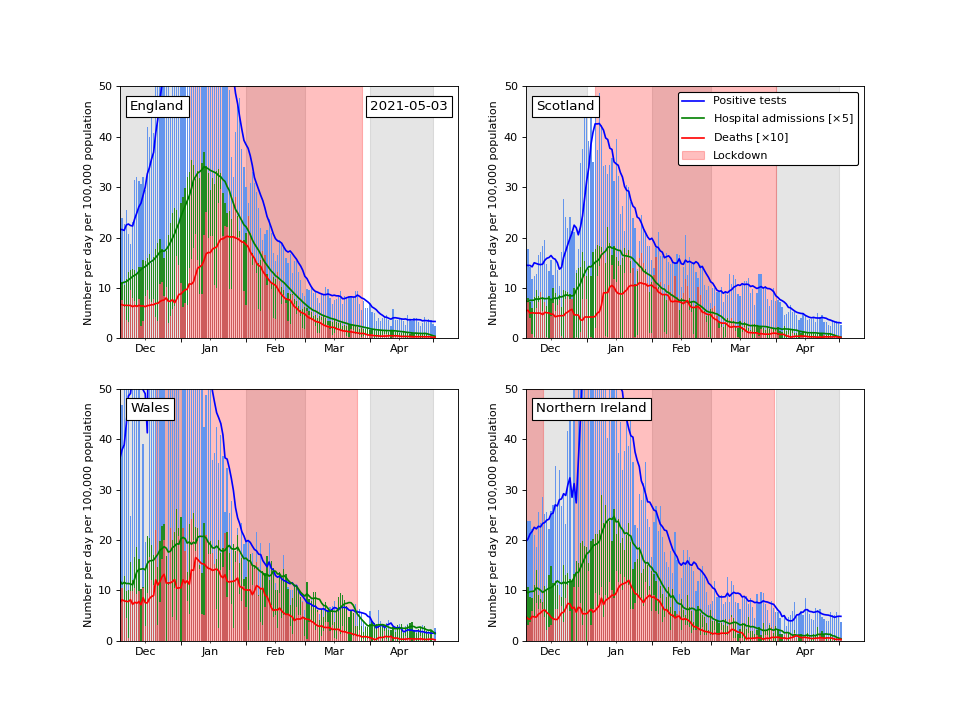 England
2021-05-03
Number per day per 100,000 population
50
40
30
20
10
0
Dec
Jan
Feb
Mar
Apr
Scotland
Positive tests
Hospital admissions [×5]
Deaths [×10]
Lockdown
Number per day per 100,000 population
50
40
30
20
10
0
Dec
Jan
Feb
Mar
Apr
Wales
Number per day per 100,000 population
50
40
30
20
10
0
Dec
Jan
Feb
Mar
Apr
Northern Ireland
Number per day per 100,000 population
50
40
30
20
10
0
Dec
Jan
Feb
Mar
Apr